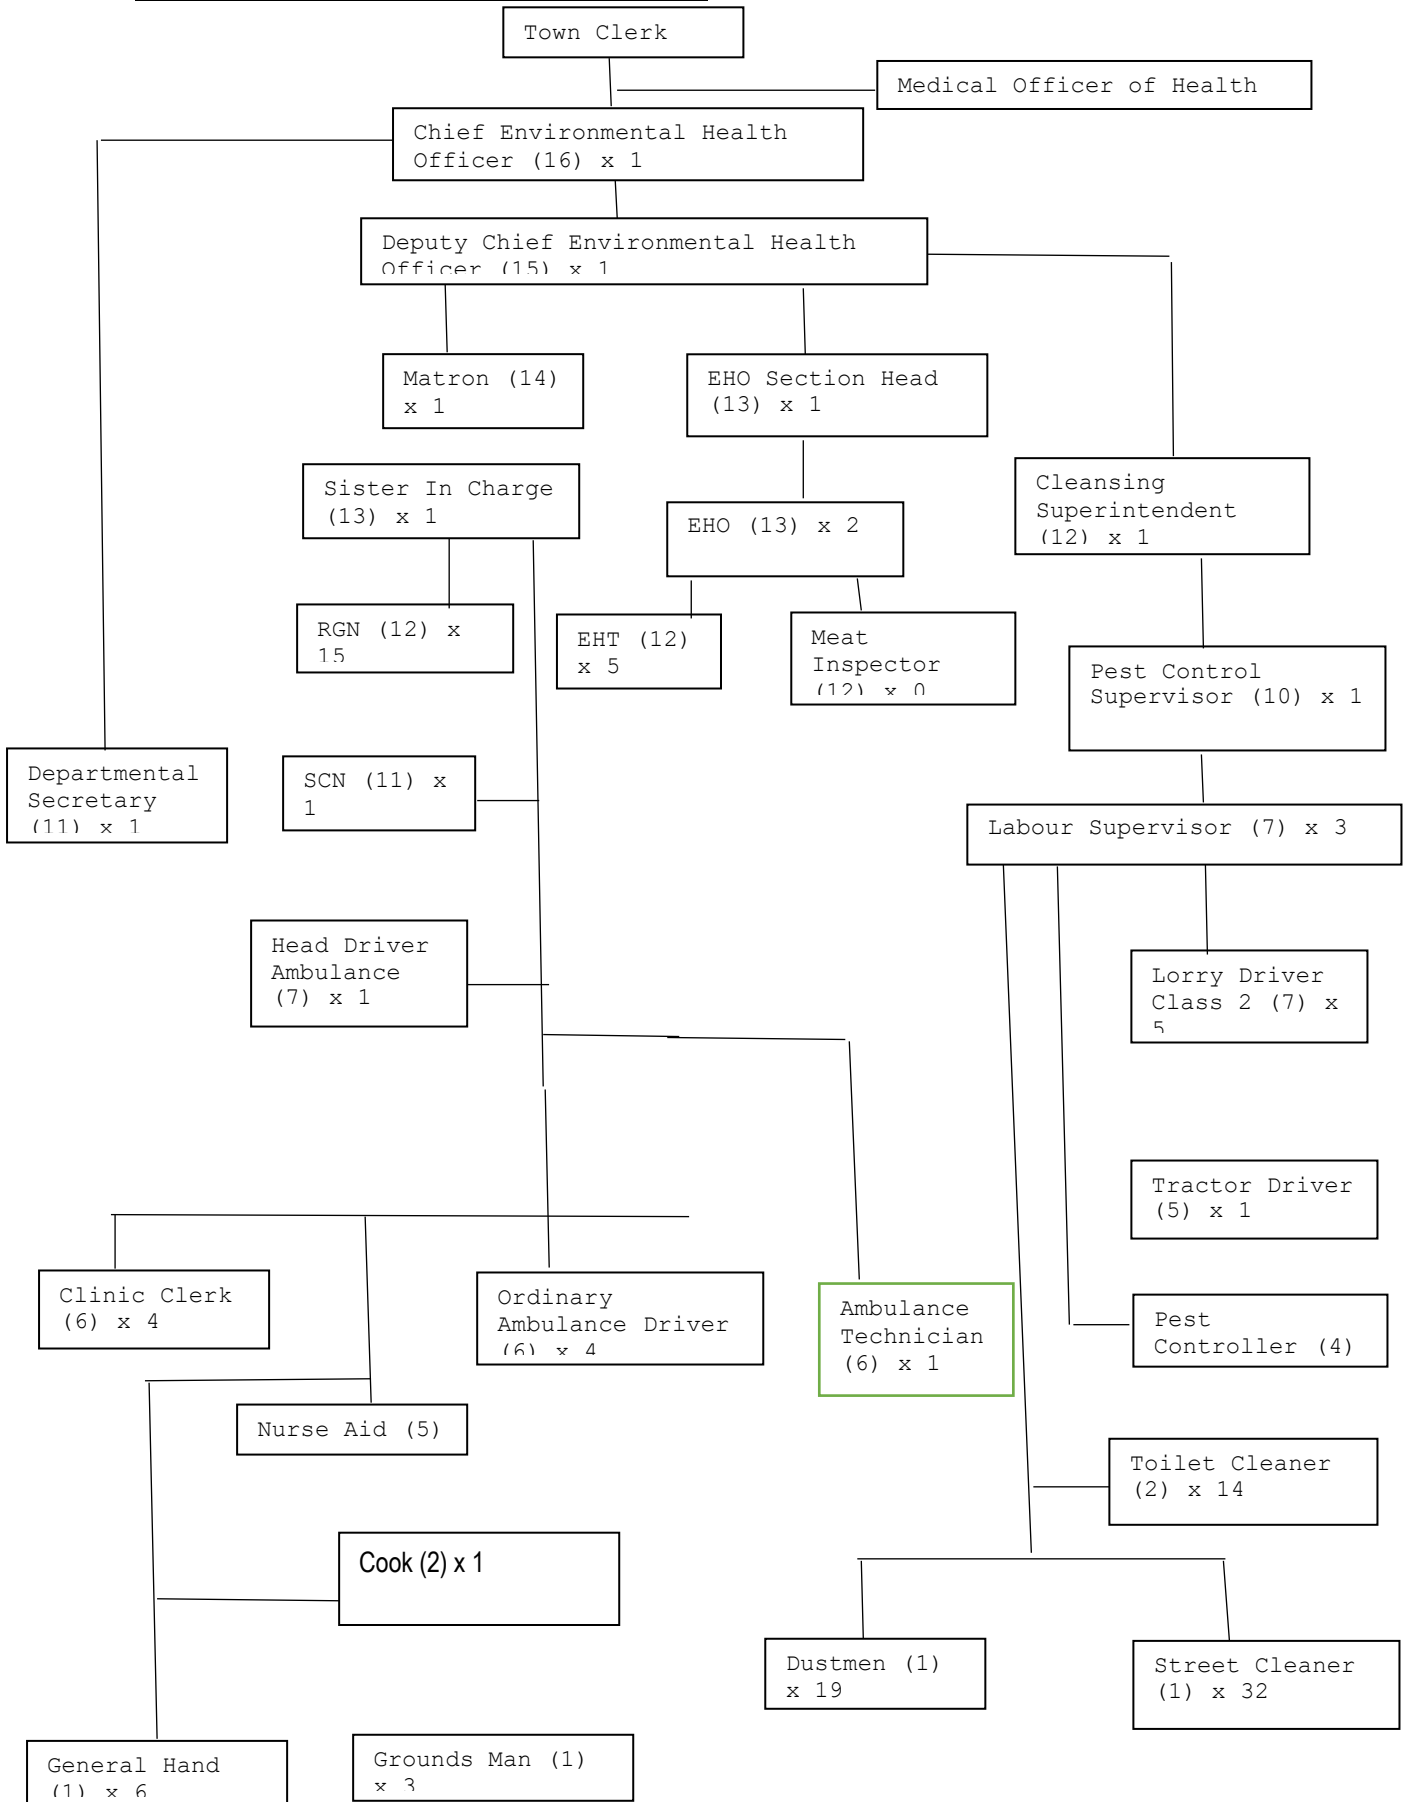 Town Clerk
Medical Officer of Health
Chief Environmental Health
Officer (16) x 1
Deputy Chief Environmental Health
Officer (15) x 1
Matron (14)
x 1
EHO Section Head
(13) x 1
Sister In Charge
(13) x 1
Cleansing
Superintendent
(12) x 1
EHO (13) x 2
RGN (12) x
15
EHT (12)
x 5
Meat
Inspector
(12) x 0
Pest Control
Supervisor (10) x 1
Departmental
Secretary
(11) x 1
SCN (11) x
1
Labour Supervisor (7) x 3
Head Driver
Ambulance
(7) x 1
Lorry Driver
Class 2 (7) x
5
Tractor Driver
(5) x 1
Clinic Clerk
(6) x 4
Ordinary
Ambulance Driver
(6) x 4
Ambulance
Technician
(6) x 1
Pest
Controller (4)
Nurse Aid (5)
Toilet Cleaner
(2) x 14
Cook (2) x 1
Dustmen (1)
x 19
Street Cleaner
(1) x 32
General Hand
(1) x 6
Grounds Man (1)
x 3